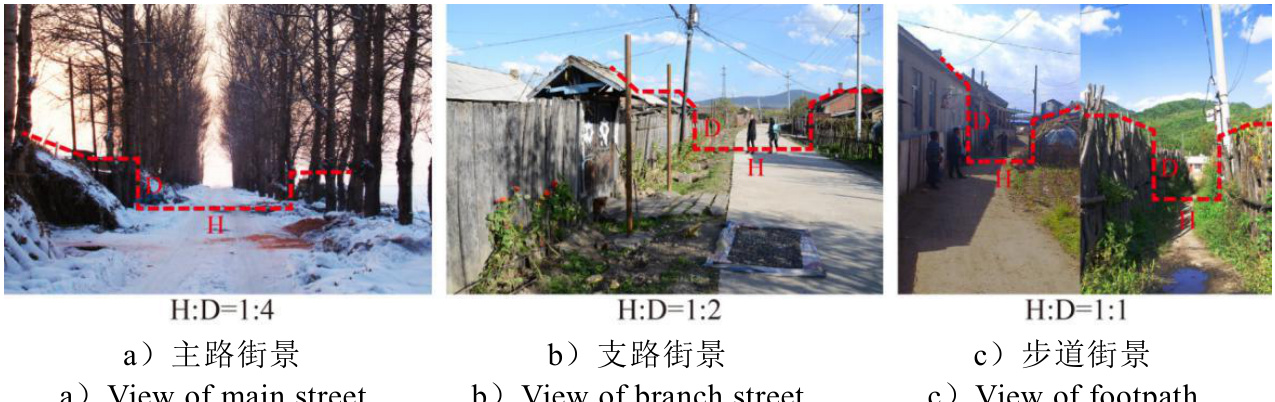 D
H
D
H
D
H
D
H
H:D=1:4
H:D=1:2
H:D=1:1
a）主路街景
b）支路街景
c）步道街景
a）View of main street
b）View of branch street
c）View of footpath